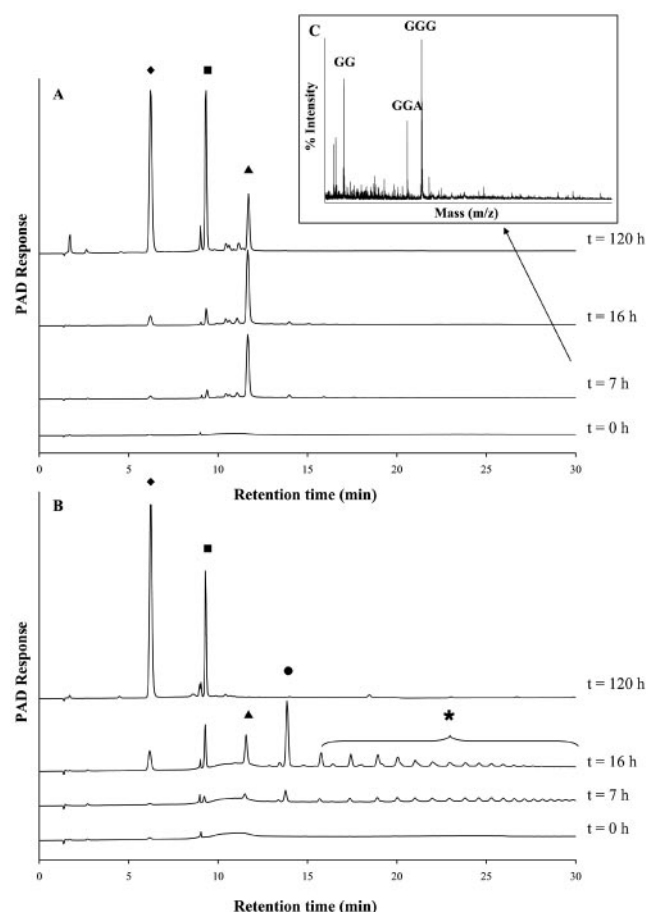 C
GGG
GG
GGA
% Intensity
Mass (m/z)
A
PAD Response
t = 120 h
t = 16 h
t = 7 h
t = 0 h
0 5 10 15 20 25 30
Retention time (min)
B
PAD Response
*
t = 120 h
t = 16 h
t = 7 h
t = 0 h
0 5 10 15 20 25 30
Retention time (min)